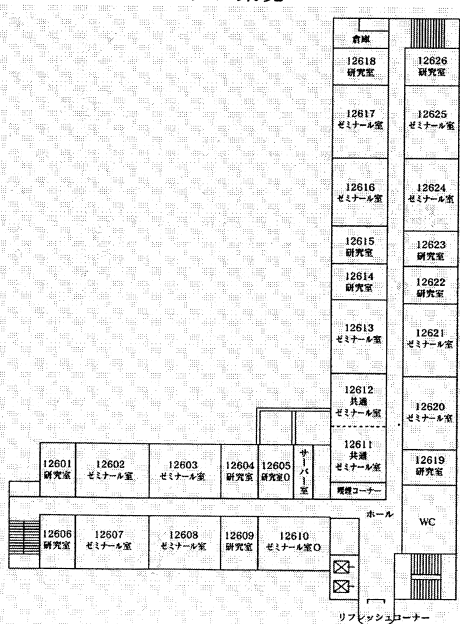 倉庫
12618
研究室
12626
研究室
12617
ゼミナール室
12625
ゼミナール室
12616
ゼミナール室
12624
ゼミナール室
12615
研究室
12623
研究室
12614
研究室
12622
研究室
12613
ゼミナール室
12621
ゼミナール室
12612
共通
ゼミナール室
12620
ゼミナール室
12611
共通
ゼミナール室
12619
研究室
喫煙コーナー
12601
研究室
12602
ゼミナール室
12603
ゼミナール室
12604
研究室
12605
研究室O
サーバー室
ホール
WC
12606
研究室
12607
ゼミナール室
12608
ゼミナール室
12609
研究室
12610
ゼミナール室O
リフレッシュコーナー